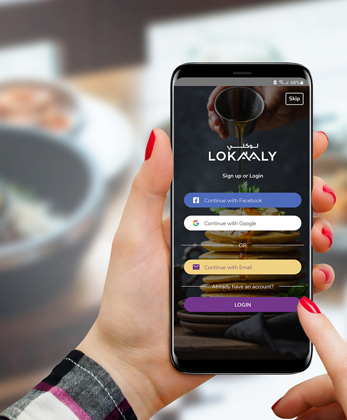 68%
Skip
لوكلي
LOKAALY
Sign up or Login
Continue with Facebook
Continue with Google
OR
Continue with Email
Already have an account?
LOGIN